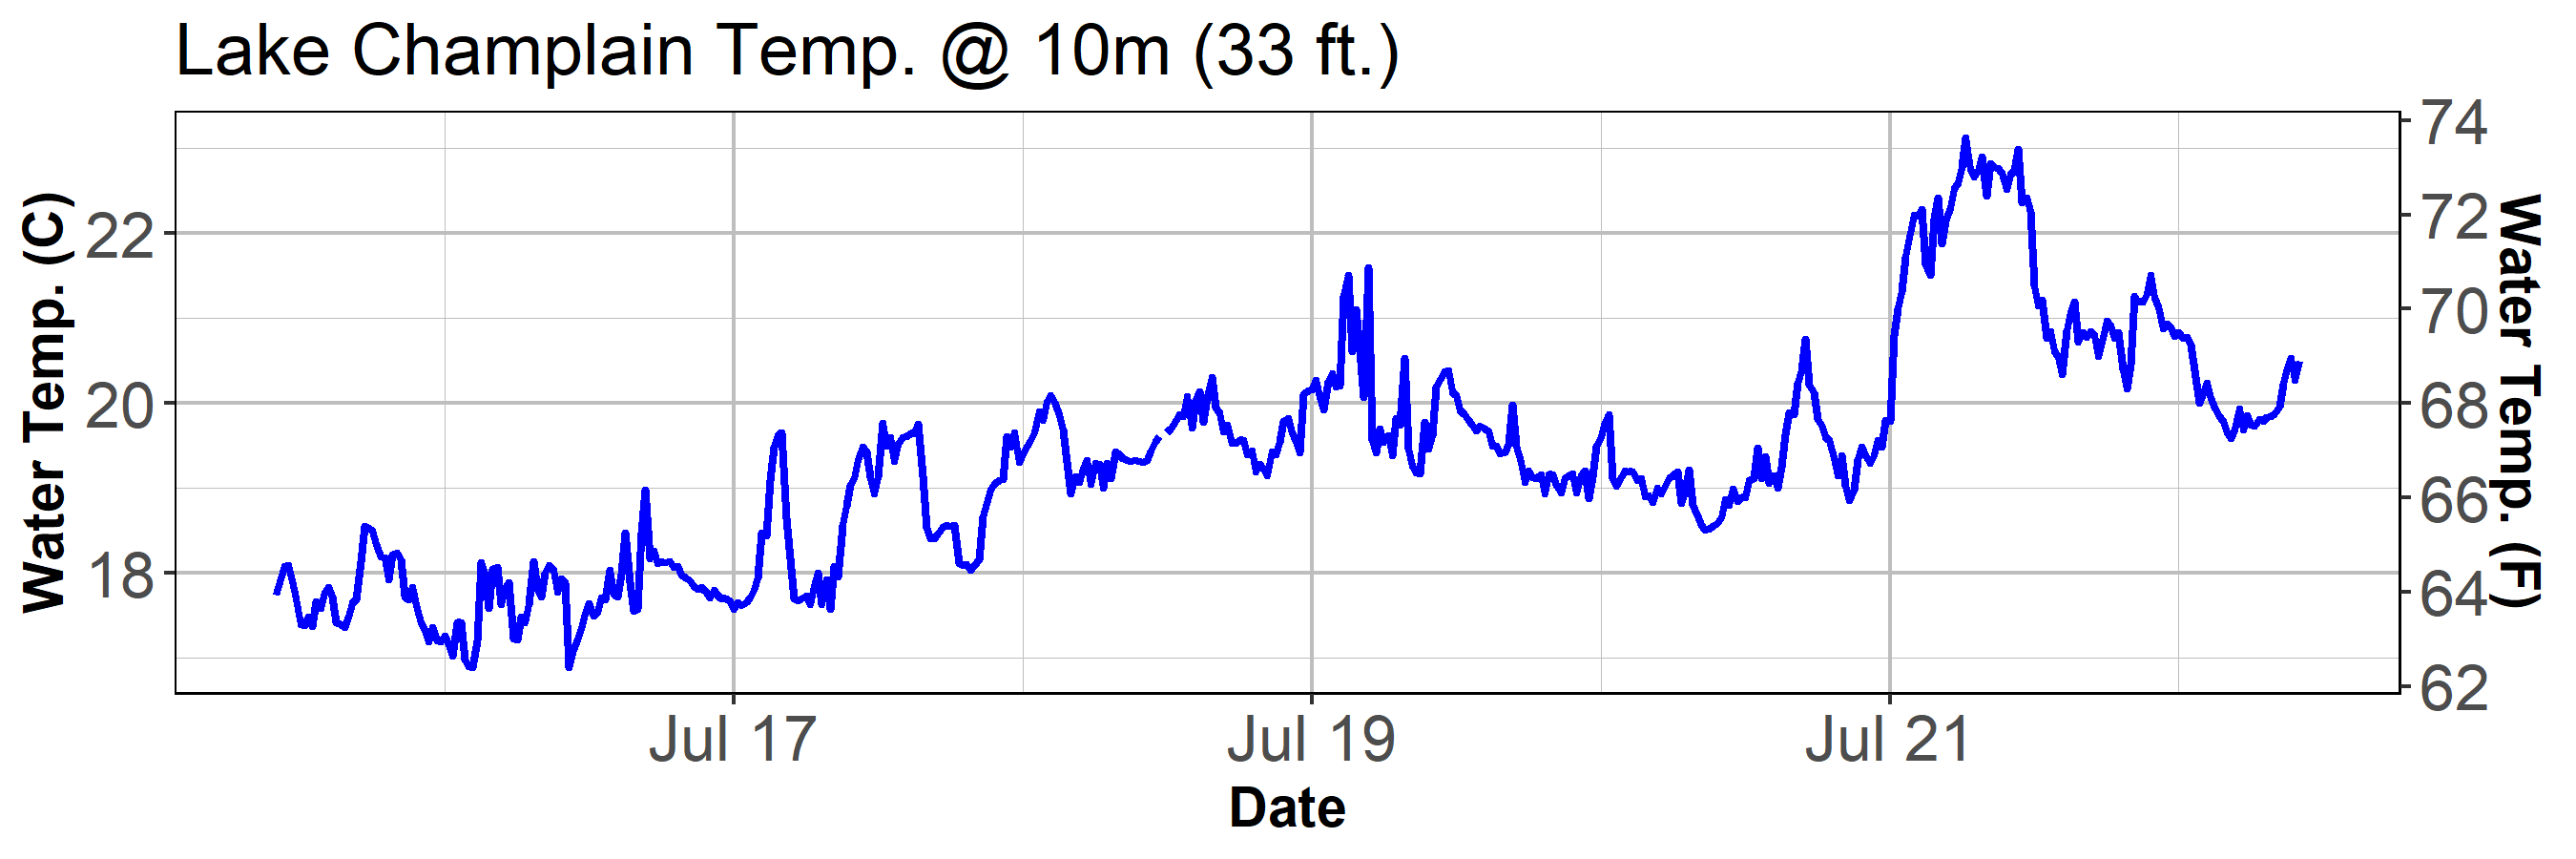 Lake Champlain Temp. @ 10m (33 ft.)
Water Temp. (C)
22
20
18
74
72
70
68
66
64
62
Water Temp. (F)
Jul 17
Jul 19
Jul 21
Date